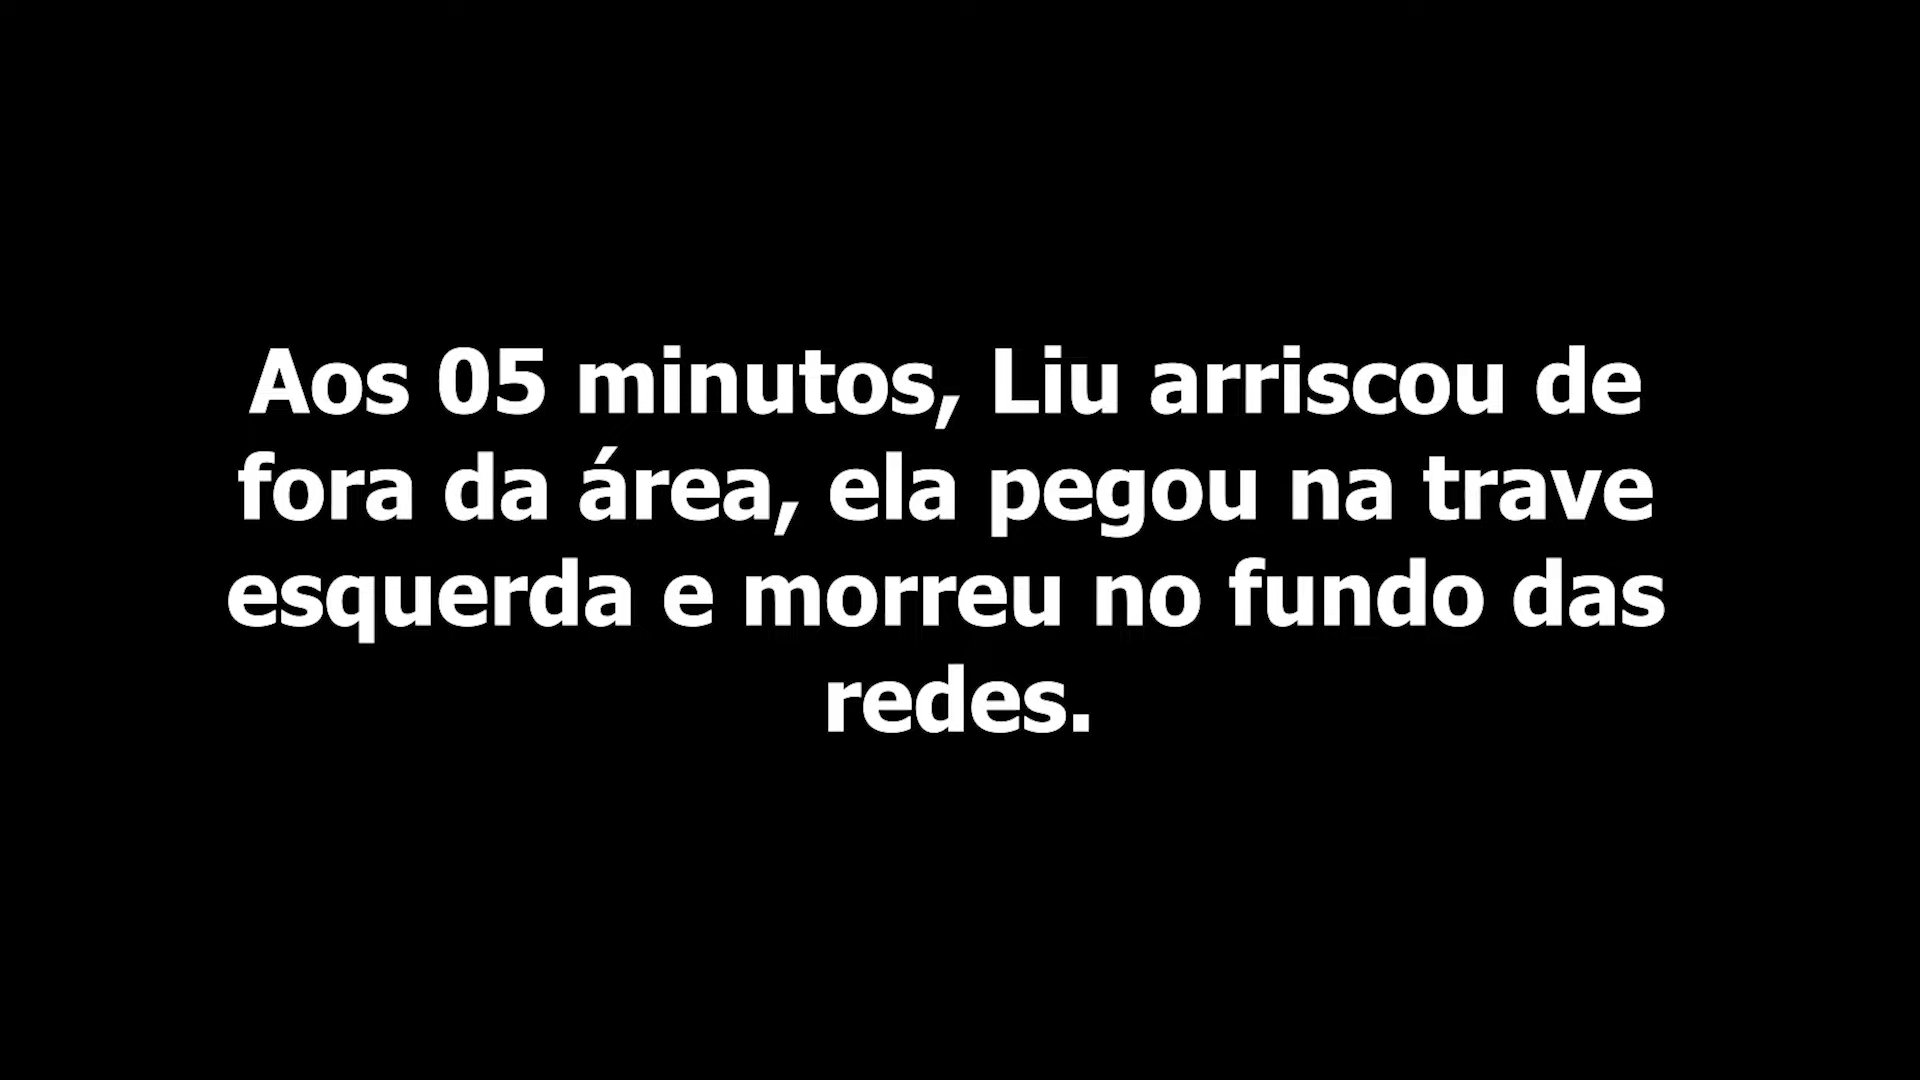 Aos 05 minutos, Liu arriscou de
fora da área, ela pegou na trave
esquerda e morreu no fundo das
redes.